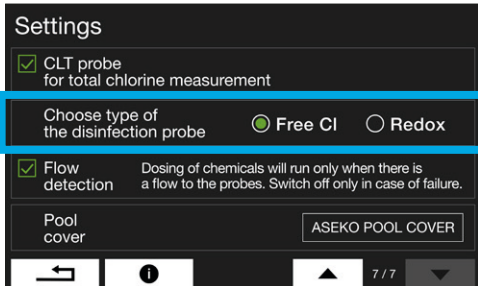 Settings
CLT probe
for total chlorine measurement
Choose type of
the disinfection probe
Free Cl
Redox
Flow
detection
Dosing of chemicals will run only when there is
a flow to the probes. Switch off only in case of failure.
Pool
cover
ASEKO POOL COVER
7/7